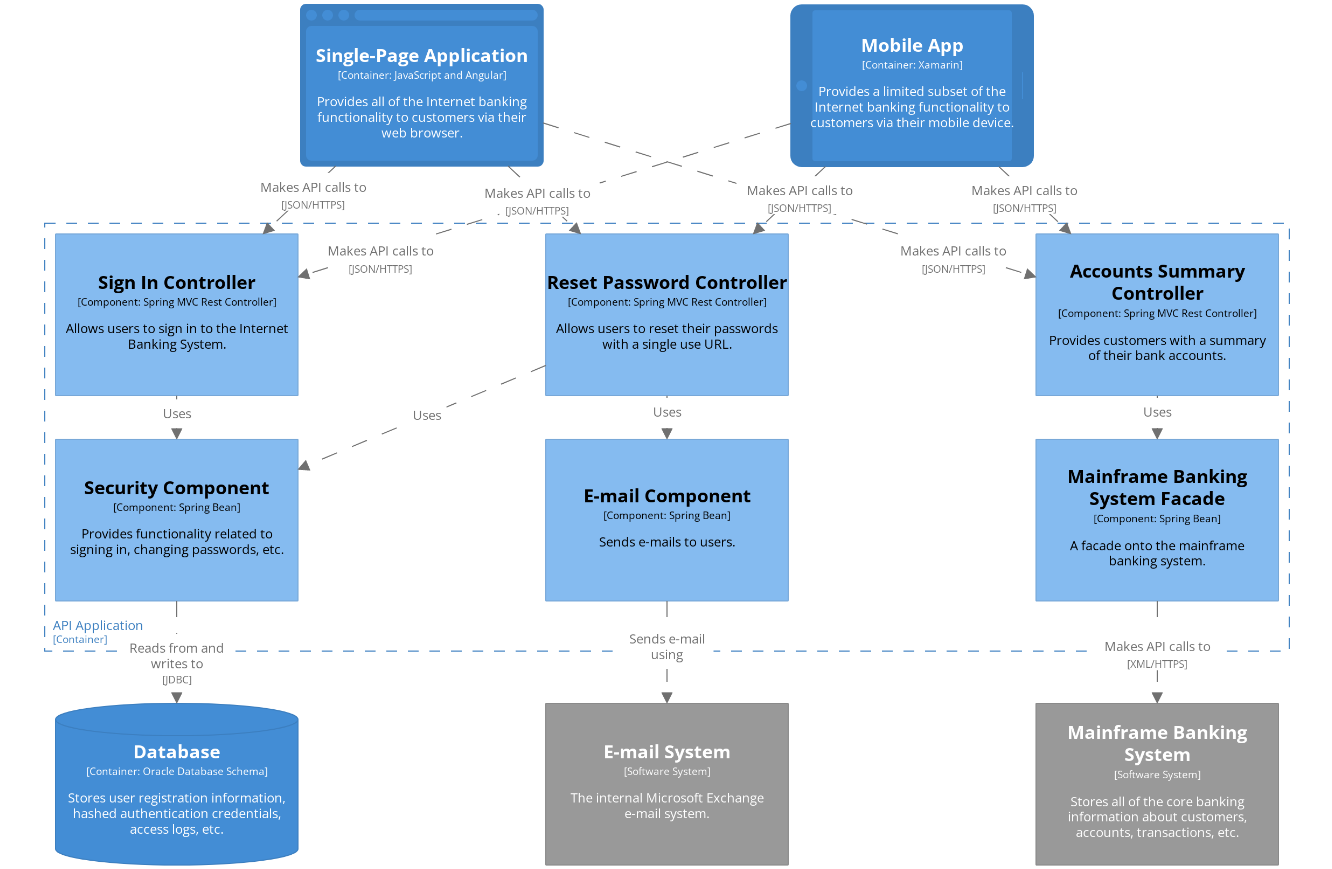 Single-Page Application
[Container: JavaScript and Angular]
Provides all of the Internet banking
functionality to customers via their
web browser.
Mobile App
[Container: Xamarin]
Provides a limited subset of the
Internet banking functionality to
customers via their mobile device.
Makes API calls to
[JSON/HTTPS]
Makes API calls to
[JSON/HTTPS]
Makes API calls to
[JSON/HTTPS]
Makes API calls to
[JSON/HTTPS]
Makes API calls to
[JSON/HTTPS]
Makes API calls to
[JSON/HTTPS]
Sign In Controller
[Component: Spring MVC Rest Controller]
Allows users to sign in to the Internet
Banking System.
Reset Password Controller
[Component: Spring MVC Rest Controller]
Allows users to reset their passwords
with a single use URL.
Accounts Summary
Controller
[Component: Spring MVC Rest Controller]
Provides customers with a summary
of their bank accounts.
Uses
Uses
Uses
Uses
Security Component
[Component: Spring Bean]
Provides functionality related to
signing in, changing passwords, etc.
E-mail Component
[Component: Spring Bean]
Sends e-mails to users.
Mainframe Banking
System Facade
[Component: Spring Bean]
A facade onto the mainframe
banking system.
API Application
[Container]
Reads from and
writes to
[JDBC]
Sends e-mail
using
Makes API calls to
[XML/HTTPS]
Database
[Container: Oracle Database Schema]
Stores user registration information,
hashed authentication credentials,
access logs, etc.
E-mail System
[Software System]
The internal Microsoft Exchange
e-mail system.
Mainframe Banking
System
[Software System]
Stores all of the core banking
information about customers,
accounts, transactions, etc.